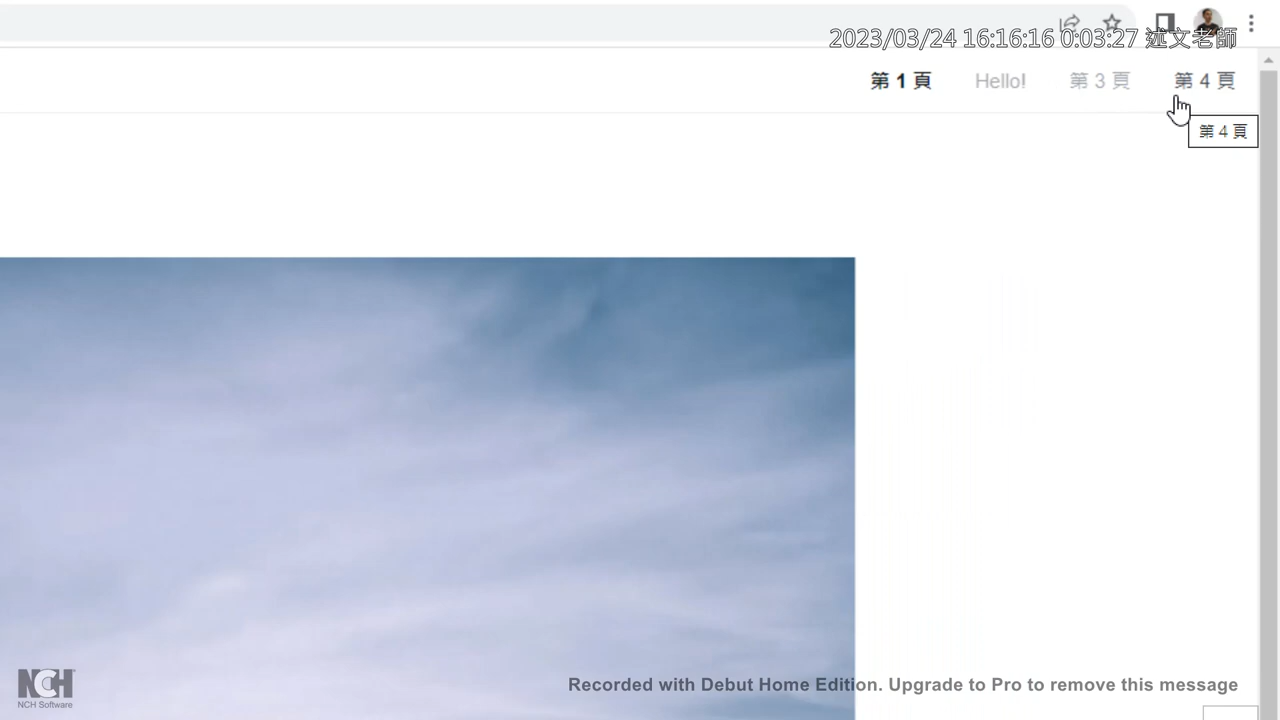 2023/03/24 16:16:16 0:03:27 述文老師
第 1 頁 Hello! 第 3 頁 第 4 頁
第 4 頁
NCH
NCH Software
Recorded with Debut Home Edition. Upgrade to Pro to remove this message